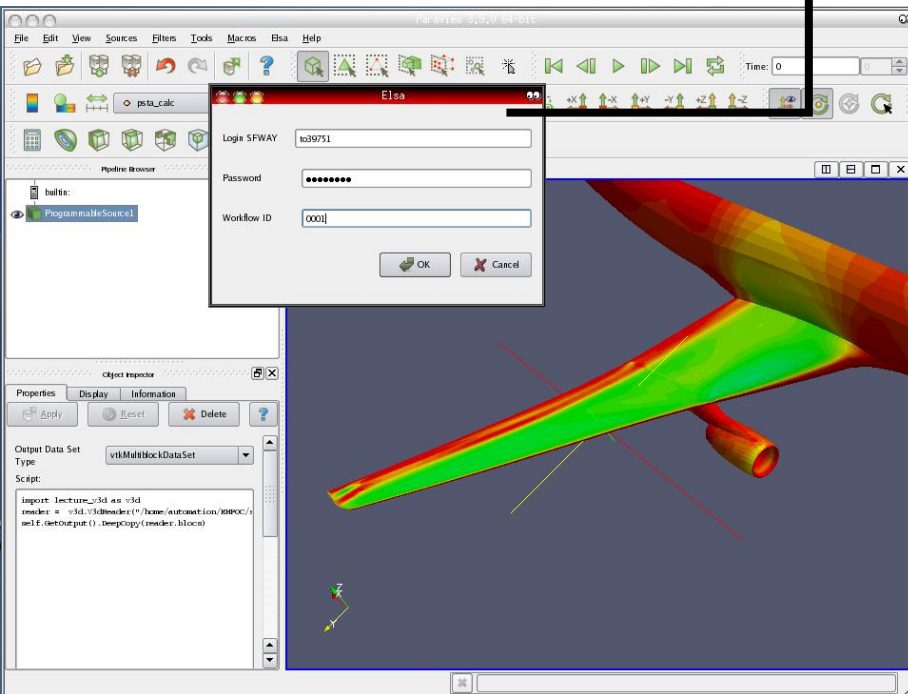 ParaView 3.9.0 64-bit
File Edit View Sources Filters Tools Macros Elsa Help
Time: 0 0
psta_calc
+X -X +Y -Y +Z -Z
Elsa
Login SFWAY to39751
Password ●●●●●●●●
Workflow ID 0001
OK Cancel
Pipeline Browser
builtin:
ProgrammableSource1
Object Inspector
Properties Display Information
Apply Reset Delete ?
Output Data Set
Type
vtkMultiblockDataSet
Script:
import lecture_v3d as v3d
reader = v3d.V3dReader("/home/automation/KHPOC/
self.GetOutput().DeepCopy(reader.blocs)
Z
X
Y